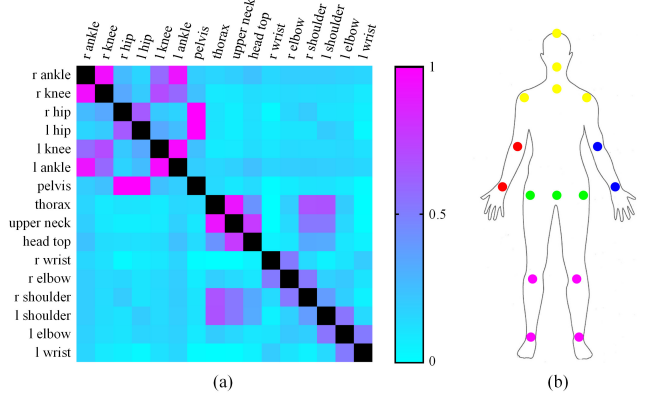 r ankle
r knee
r hip
l hip
l knee
l ankle
pelvis
thorax
upper neck
head top
r wrist
r elbow
r shoulder
l shoulder
l elbow
l wrist
r ankle
r knee
r hip
l hip
l knee
l ankle
pelvis
thorax
upper neck
head top
r wrist
r elbow
r shoulder
l shoulder
l elbow
l wrist
1
0.5
0
(a)
(b)